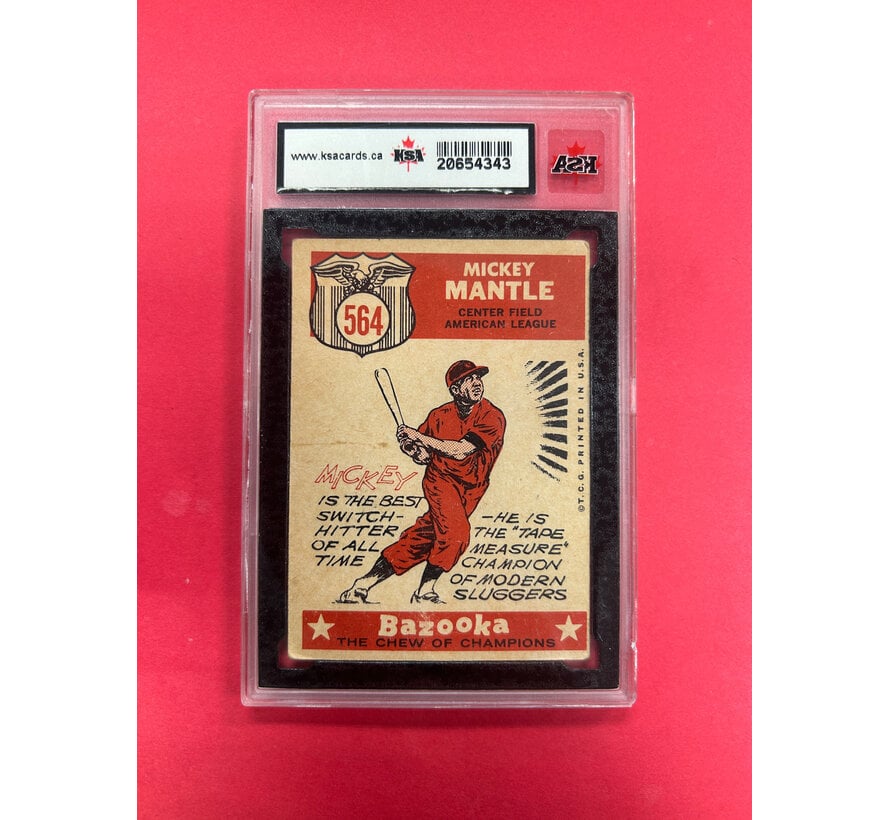 www.ksacards.ca KSA 20654343
KSA
564
MICKEY
MANTLE
CENTER FIELD
AMERICAN LEAGUE
©T.C.G. PRINTED IN U.S.A.
MICKEY
IS THE BEST
SWITCH-
HITTER
OF ALL
TIME
-HE IS
THE "TAPE
MEASURE"
CHAMPION
OF MODERN
SLUGGERS
Bazooka
THE CHEW OF CHAMPIONS